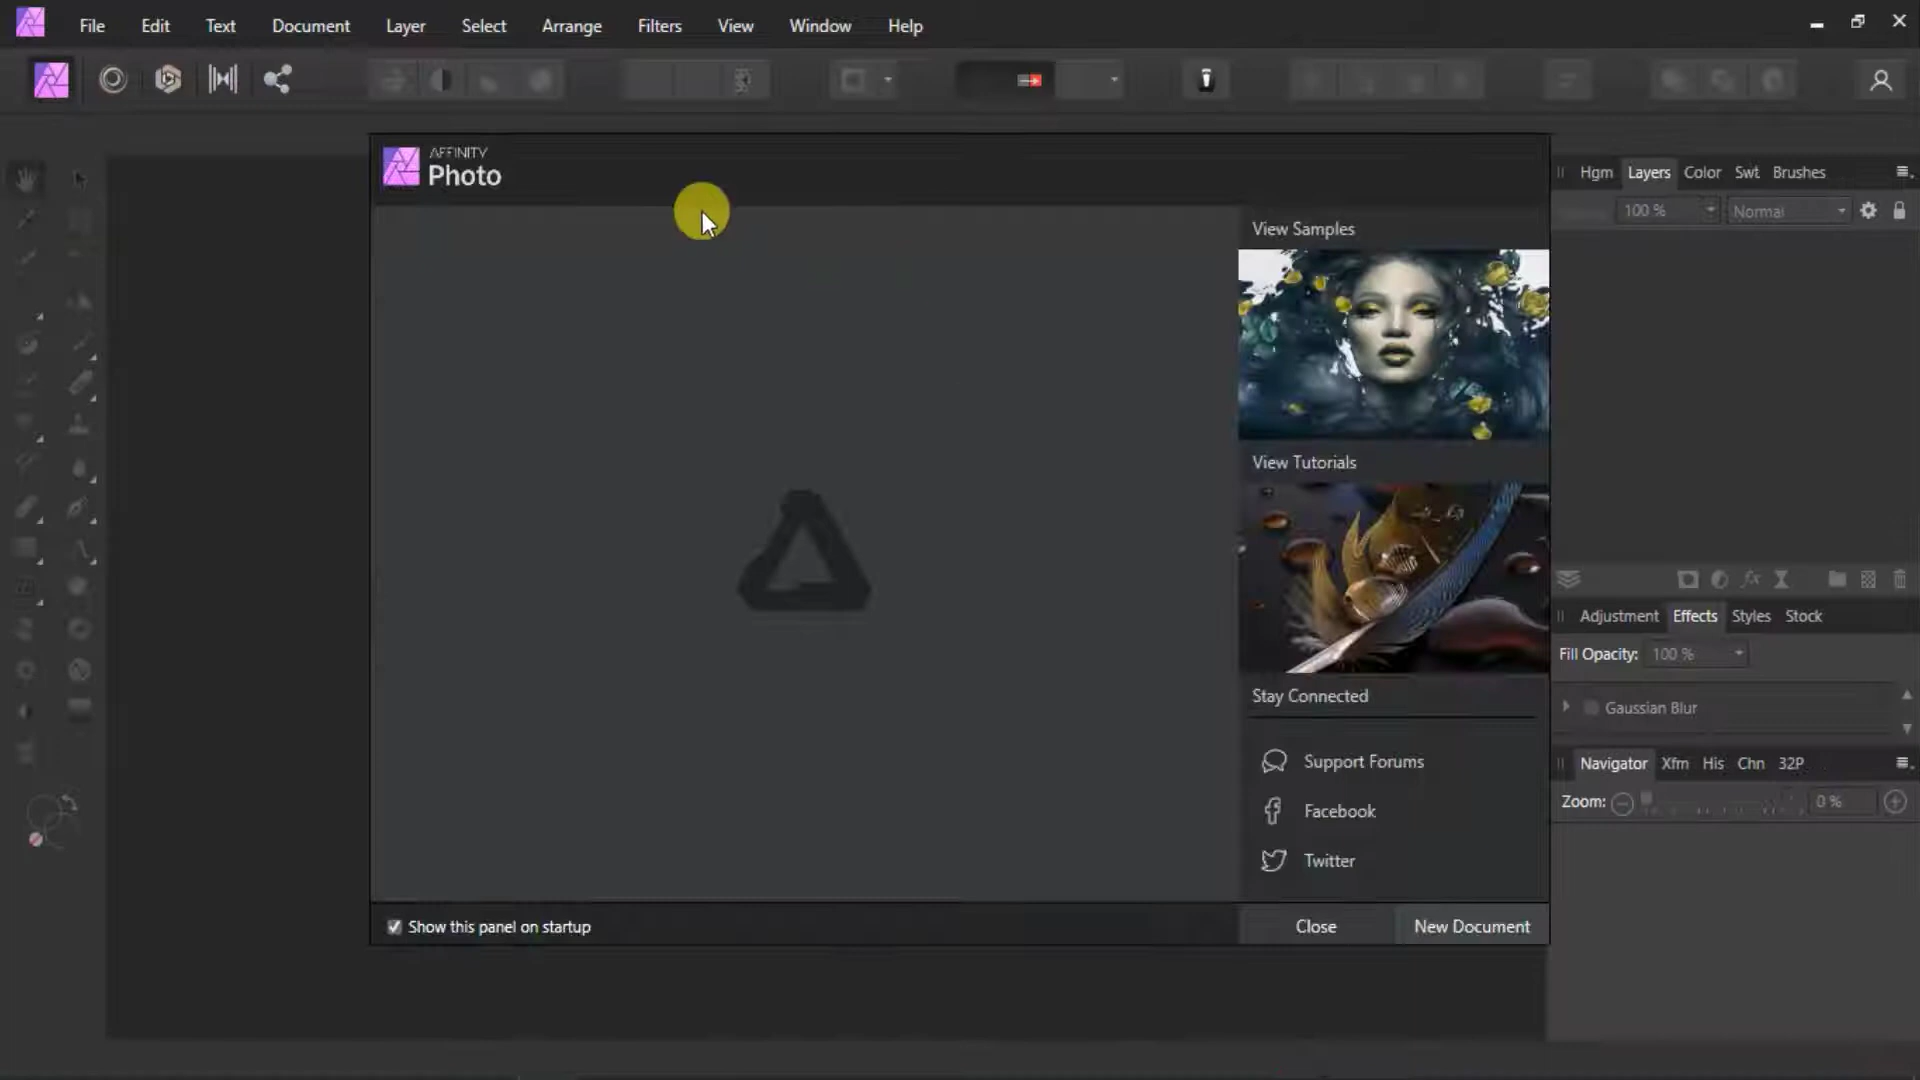 File Edit Text Document Layer Select Arrange Filters View Window Help
AFFINITY
Photo
Hgm Layers Color Swt Brushes
100 % Normal
View Samples
View Tutorials
Adjustment Effects Styles Stock
Fill Opacity: 100 %
Stay Connected
Gaussian Blur
Support Forums
Navigator Xfm His Chn 32P
Zoom: 0 %
Facebook
Twitter
Show this panel on startup
Close New Document